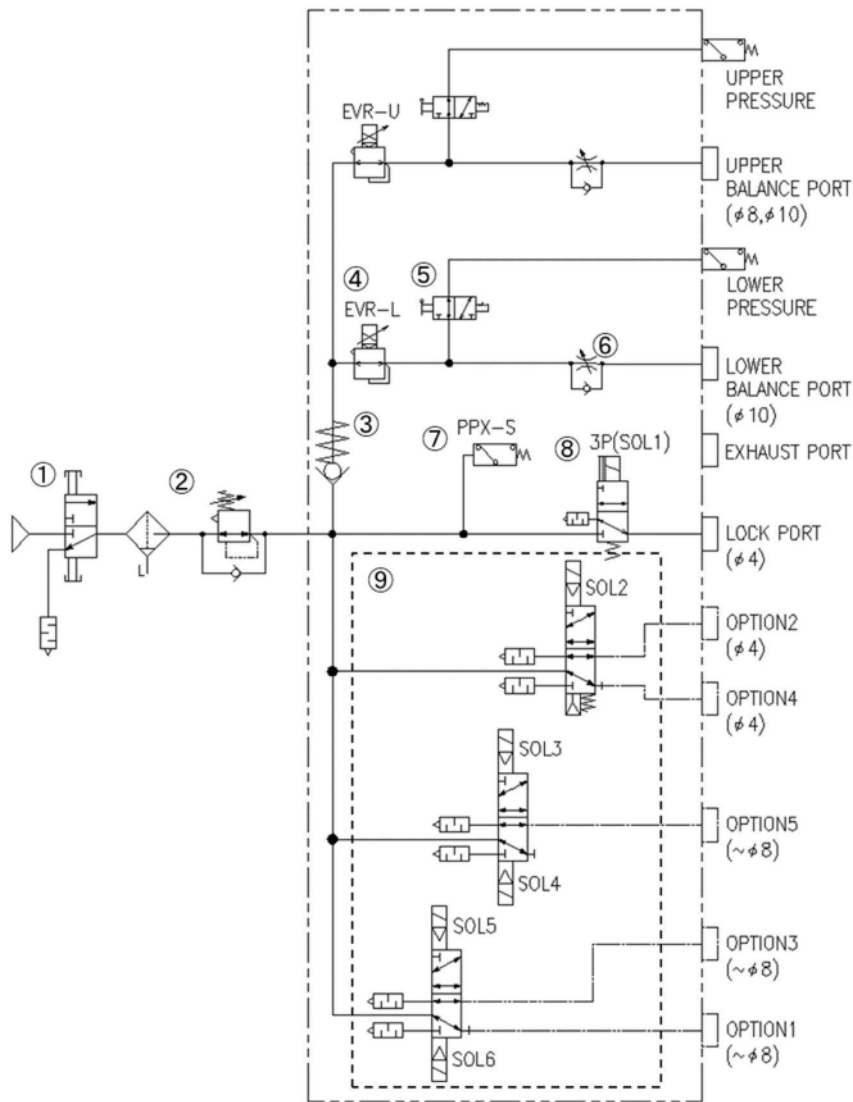 UPPER
PRESSURE
EVR-U
UPPER
BALANCE PORT
(φ8,φ10)
④
⑤
EVR-L
LOWER
PRESSURE
⑥
LOWER
BALANCE PORT
(φ10)
③
⑦
PPX-S
⑧
3P(SOL1)
EXHAUST PORT
①
②
L
LOCK PORT
(φ4)
⑨
SOL2
OPTION2
(φ4)
OPTION4
(φ4)
SOL3
SOL4
OPTION5
(~φ8)
SOL5
SOL6
OPTION3
(~φ8)
OPTION1
(~φ8)